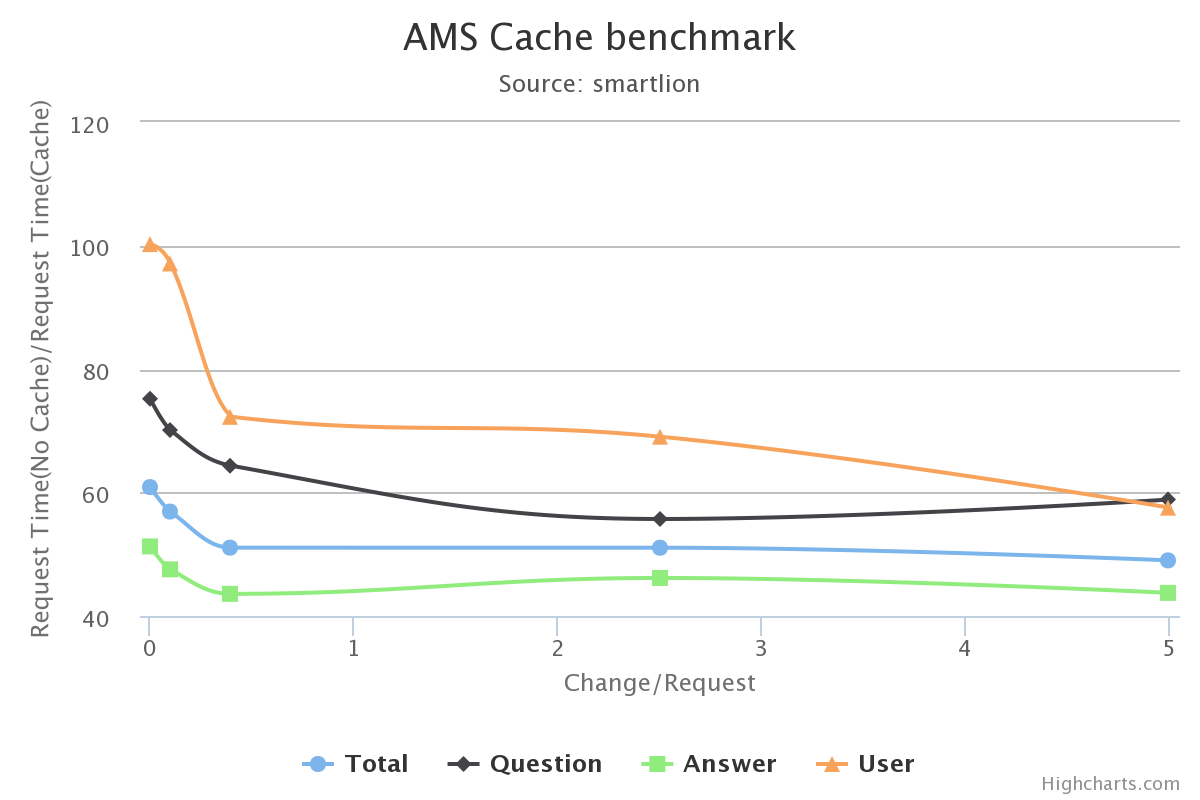 AMS Cache benchmark
Source: smartlion
Request Time(No Cache)/Request Time(Cache)
120
100
80
60
40
0 1 2 3 4 5
Change/Request
Total Question Answer User
Highcharts.com